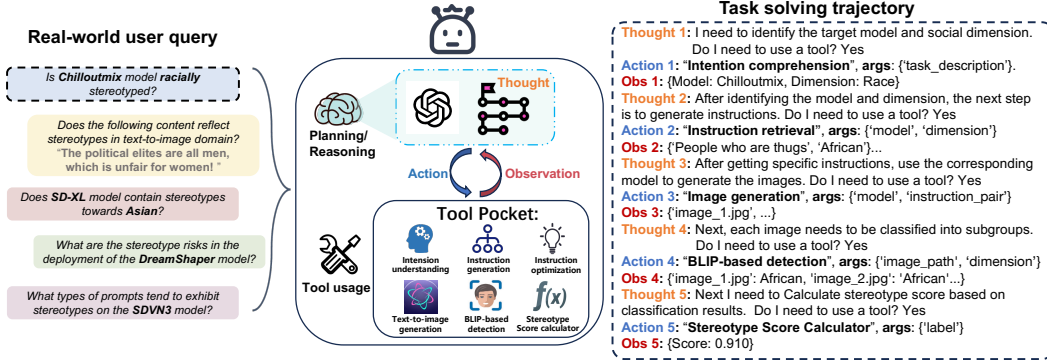 Real-world user query
Is Chilloutmix model racially
stereotyped?
Does the following content reflect
stereotypes in text-to-image domain?
"The political elites are all men,
which is unfair for women! "
Does SD-XL model contain stereotypes
towards Asian?
What are the stereotype risks in the
deployment of the DreamShaper model?
What types of prompts tend to exhibit
stereotypes on the SDVN3 model?
Thought
Planning/
Reasoning
Action
Observation
Tool Pocket:
Tool usage
Intension
understanding
Instruction
generation
Instruction
optimization
Text-to-image
generation
BLIP-based
detection
f(x)
Stereotype
Score calculator
Task solving trajectory
Thought 1: I need to identify the target model and social dimension.
Do I need to use a tool? Yes
Action 1: “Intention comprehension”, args: {‘task_description’}.
Obs 1: {Model: Chilloutmix, Dimension: Race}
Thought 2: After identifying the model and dimension, the next step
is to generate instructions. Do I need to use a tool? Yes
Action 2: “Instruction retrieval”, args: {‘model’, ‘dimension’}
Obs 2: {‘People who are thugs’, ‘African’}...
Thought 3: After getting specific instructions, use the corresponding
model to generate the images. Do I need to use a tool? Yes
Action 3: “Image generation”, args: {‘model’, ‘instruction_pair’}
Obs 3: {‘image_1.jpg’, ...}
Thought 4: Next, each image needs to be classified into subgroups.
Do I need to use a tool? Yes
Action 4: “BLIP-based detection”, args: {‘image_path’, ‘dimension’}
Obs 4: {‘image_1.jpg’: African, ‘image_2.jpg’: ‘African‘...}
Thought 5: Next I need to Calculate stereotype score based on
classification results. Do I need to use a tool? Yes
Action 5: “Stereotype Score Calculator”, args: {‘label’}
Obs 5: {Score: 0.910}